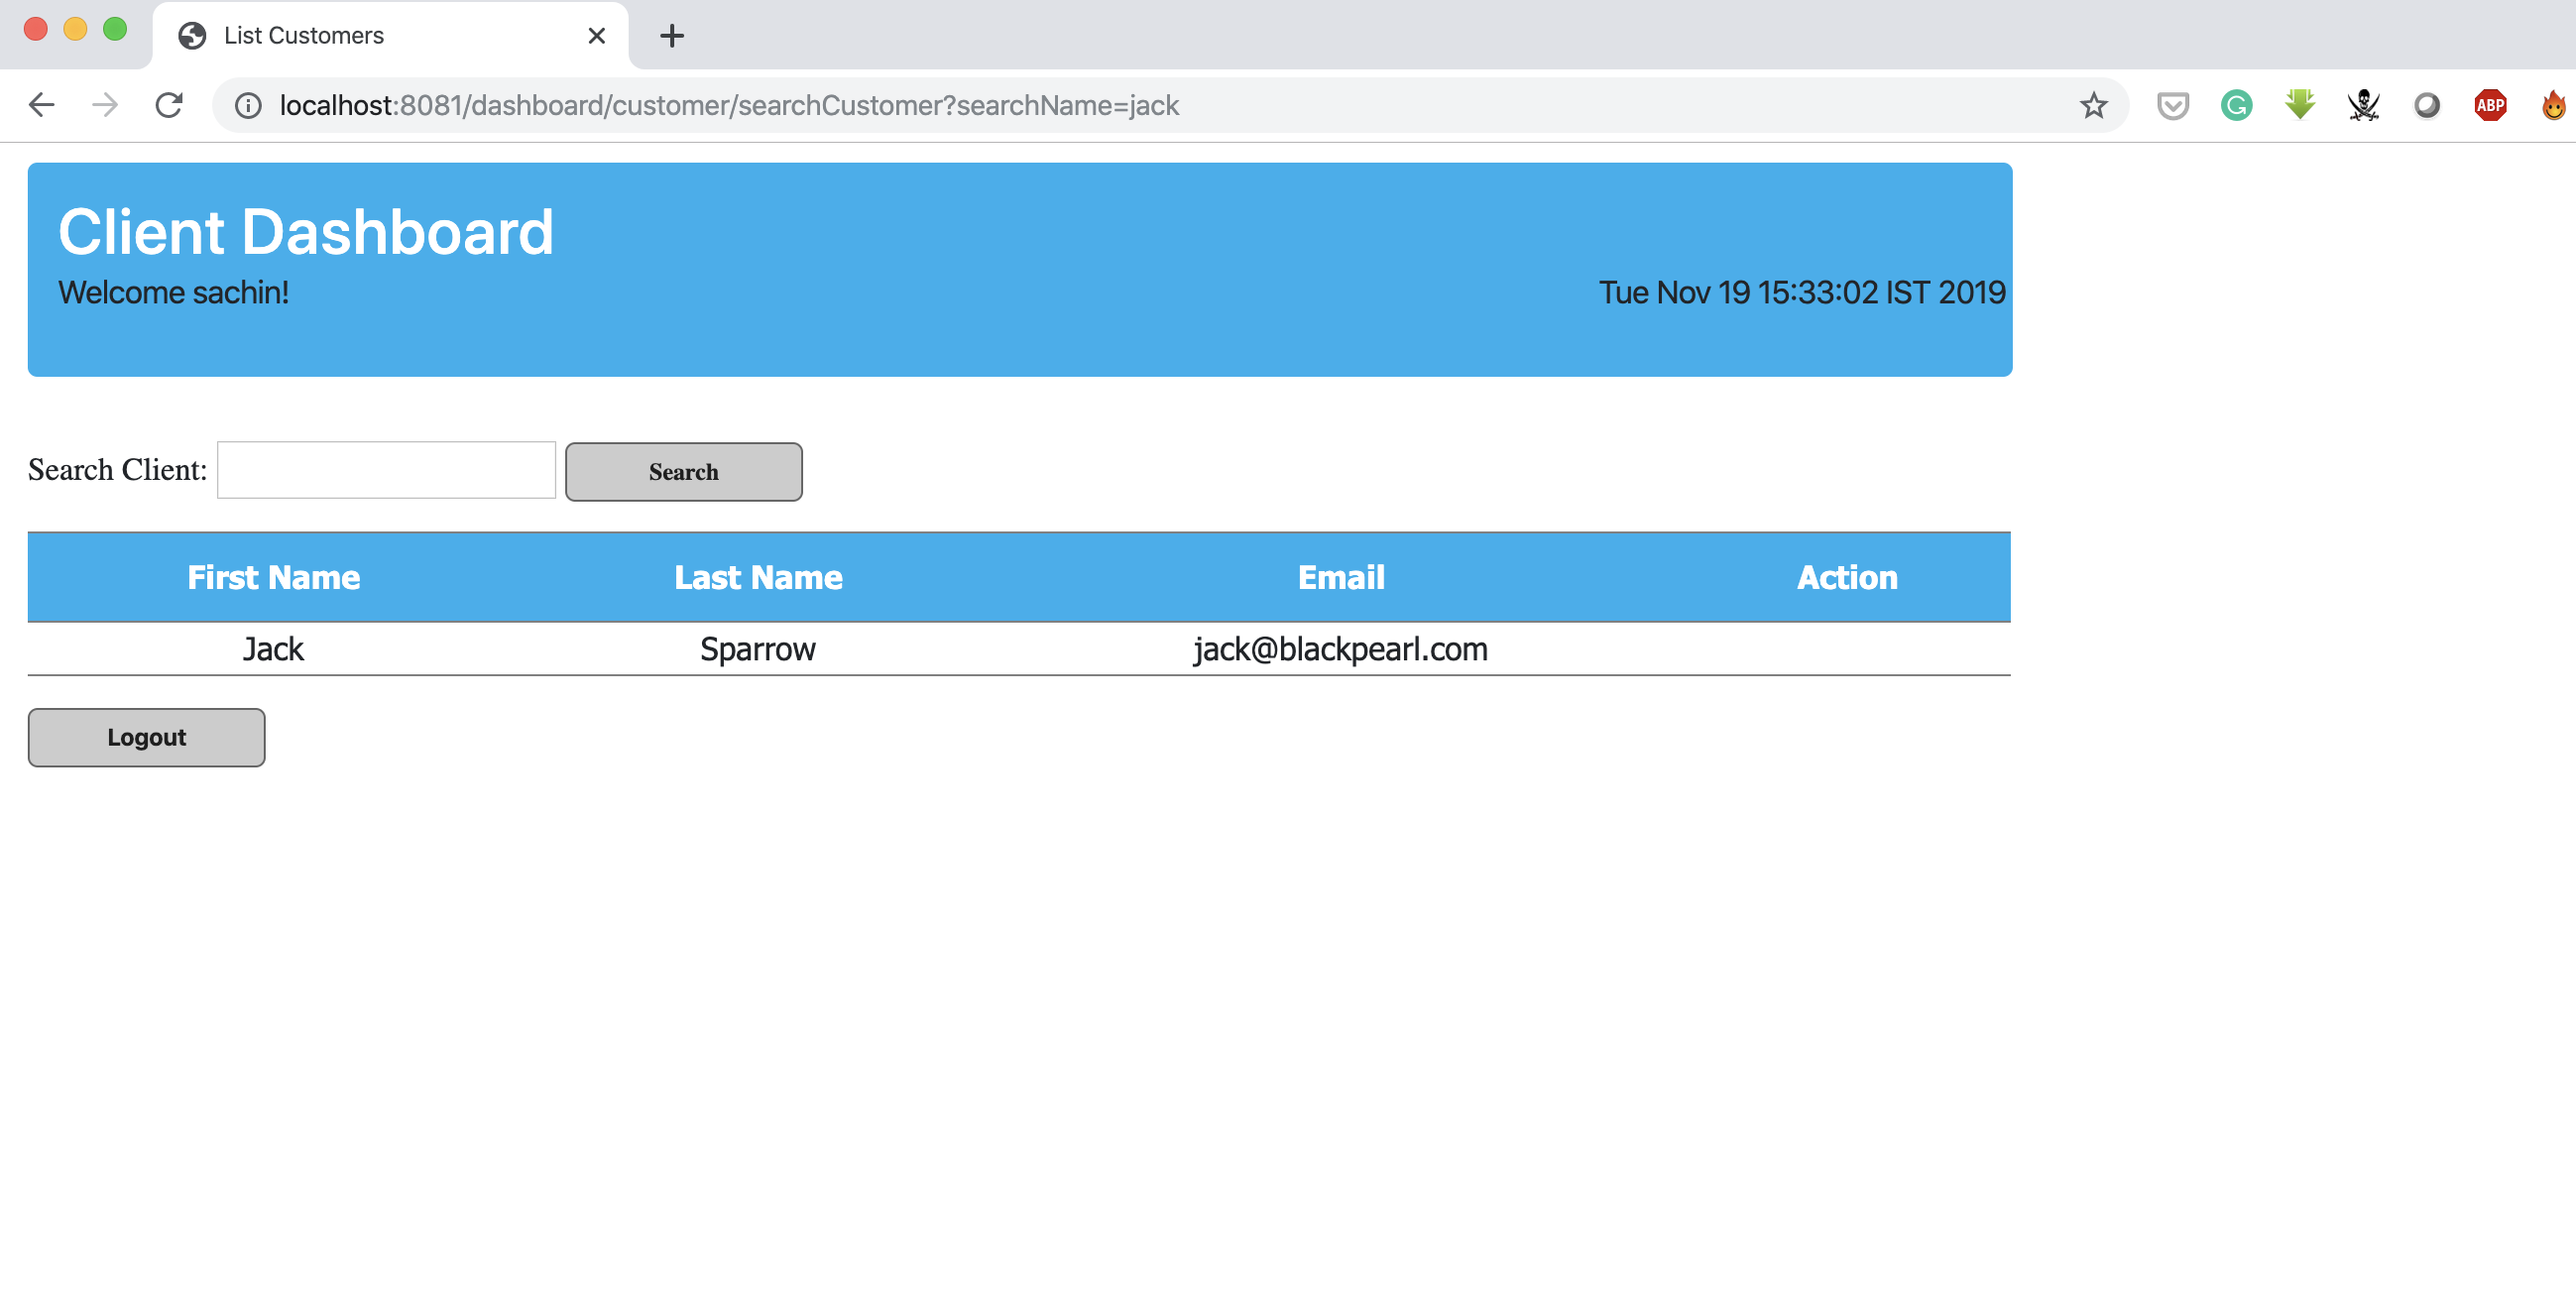 List Customers
localhost:8081/dashboard/customer/searchCustomer?searchName=jack
ABP
Client Dashboard
Welcome sachin! Tue Nov 19 15:33:02 IST 2019
Search Client: Search
First Name Last Name Email Action
Jack Sparrow jack@blackpearl.com
Logout